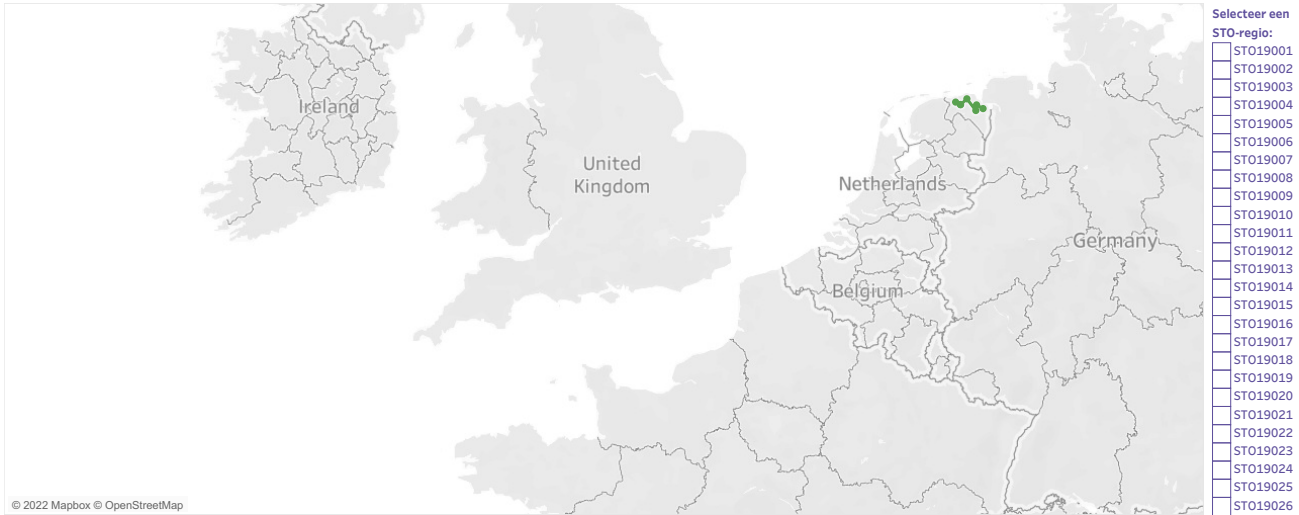 Ireland
United
Kingdom
Netherlands
Germany
Belgium
© 2022 Mapbox © OpenStreetMap
Selecteer een
STO-regio:
STO19001
STO19002
STO19003
STO19004
STO19005
STO19006
STO19007
STO19008
STO19009
STO19010
STO19011
STO19012
STO19013
STO19014
STO19015
STO19016
STO19017
STO19018
STO19019
STO19020
STO19021
STO19022
STO19023
STO19024
STO19025
STO19026